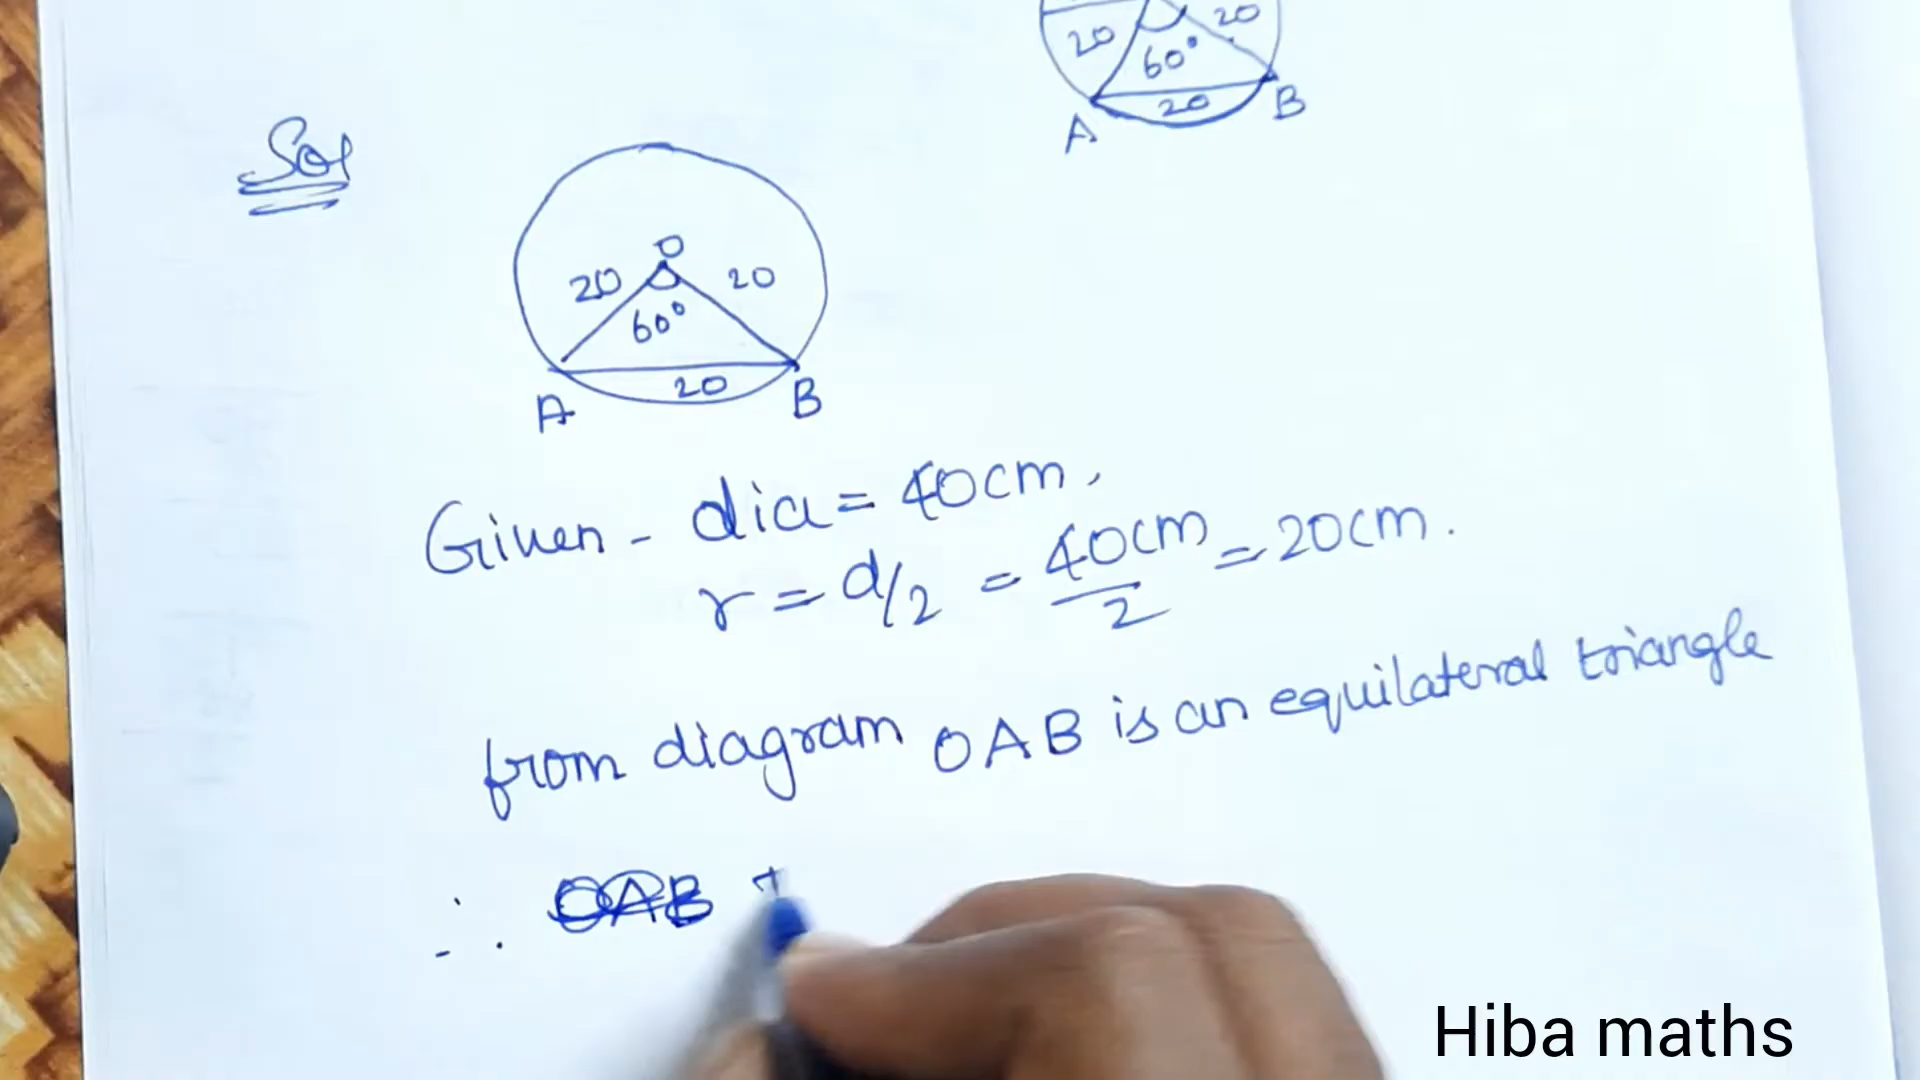 20 20
60°
20
A B
Sol
O
20 20
60°
20
A B
Given - dia = 40cm,
r = d/2 = 40cm/2 = 20cm.
from diagram OAB is an equilateral triangle
∴ OAB
Hiba maths